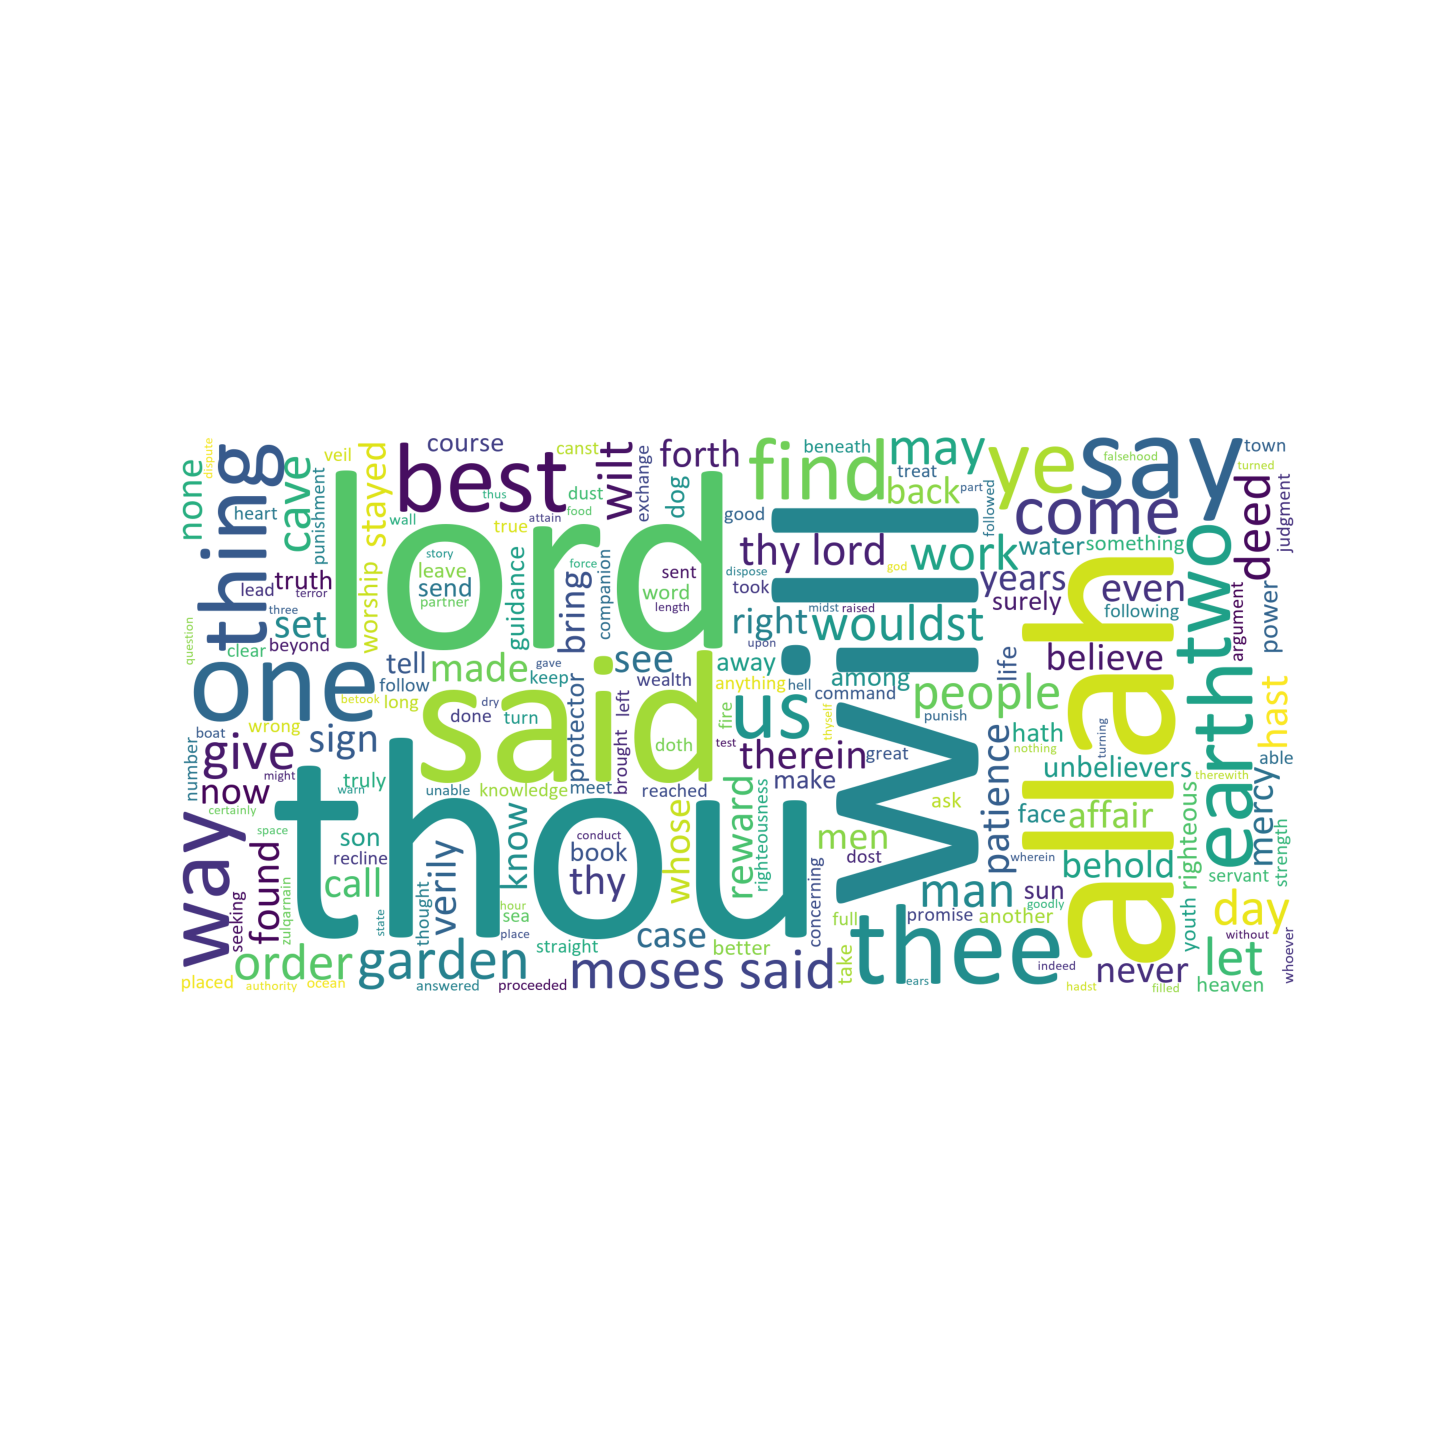 none
dispute
thing
cave
veil
stayed
course
best
canst
wilt
forth
exchange
dog
find
beneath
may
treat
back
part
ye
say
falsehood
town
turned
heart
punishment
wall
thus
attain
dust
food
true
good
followed
come
deed
judgment
lord
thy lord
work
water
something
two
truth
lead
terror
three
worship
story
leave
send
partner
guidance
bring
force
companion
sent
word
length
dispose
took
god
years
surely
even
following
argument
power
question
set
clear
beyond
midst
raised
right
wouldst
upon
allah
earth
one
tell
follow
made
gave
keep
see
wealth
away
anything
hell
among
command
life
believe
people
betook
long
said
done
dry
turn
protector
brought
left
doth
fire
us
test
thyself
will
punish
hath
nothing
turning
hast
wrong
boat
sign
give
number
now
might
therein
great
patience
unbelievers
therewith
able
mercy
truly
warn
unable
knowledge
meet
reached
make
certainly
space
thou
know
whose
reward
righteousness
ask
face
affair
righteous
strength
way
son
recline
call
verily
conduct
book
thy
men
dost
wherein
behold
servant
found
seeking
zulqarnain
state
thought
hour
sea
place
concerning
man
sun
goodly
youth
day
full
promise
another
without
whoever
order
garden
straight
case
better
take
thee
indeed
never
let
placed
authority
ocean
answered
proceeded
moses said
ears
hadst
filled
heaven